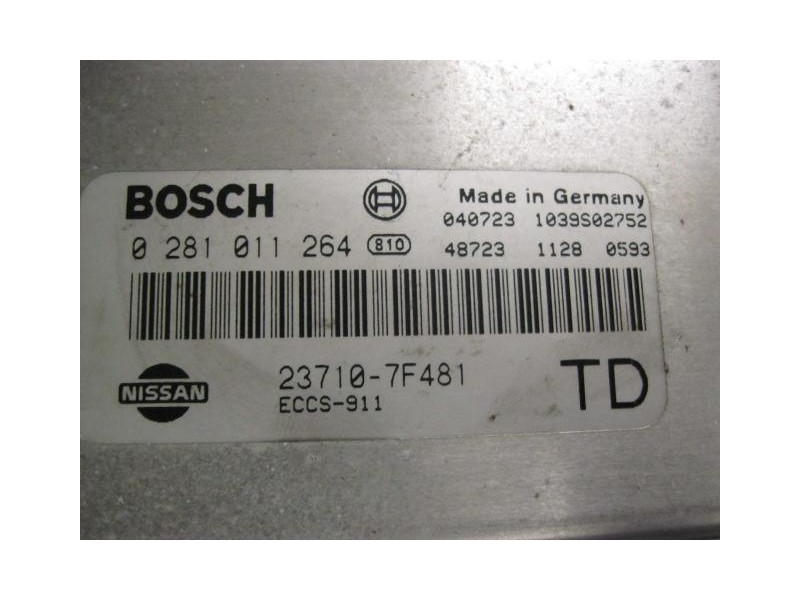 BOSCH Made in Germany
040723 1039S02752
0 281 011 264 810 48723 1128 0593
NISSAN 23710-7F481 TD
ECCS-911